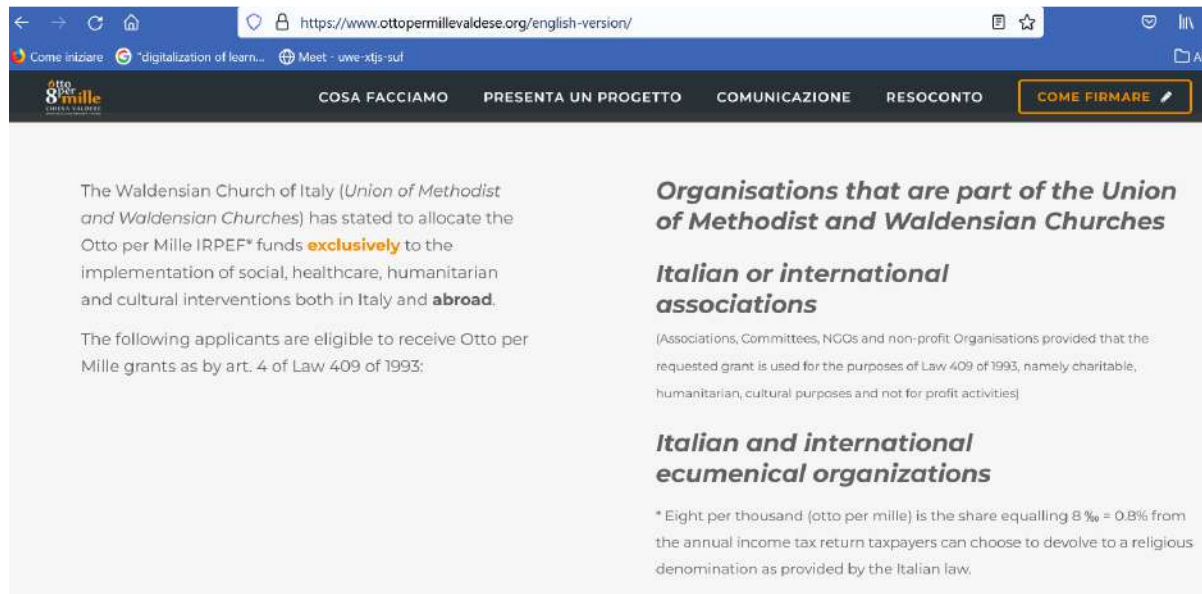 https://www.ottopermillevaldese.org/english-version/
Come iniziare "digitalization of learn... Meet - uwe-xtjs-suf
otto
8 per
mille
CHIESA VALDESE
COSA FACCIAMO PRESENTA UN PROGETTO COMUNICAZIONE RESOCONTO COME FIRMARE
The Waldensian Church of Italy (Union of Methodist
and Waldensian Churches) has stated to allocate the
Otto per Mille IRPEF* funds exclusively to the
implementation of social, healthcare, humanitarian
and cultural interventions both in Italy and abroad.
The following applicants are eligible to receive Otto per
Mille grants as by art. 4 of Law 409 of 1993:
Organisations that are part of the Union
of Methodist and Waldensian Churches
Italian or international
associations
(Associations, Committees, NGOs and non-profit Organisations provided that the
requested grant is used for the purposes of Law 409 of 1993, namely charitable,
humanitarian, cultural purposes and not for profit activities)
Italian and international
ecumenical organizations
* Eight per thousand (otto per mille) is the share equalling 8 ‰ = 0.8% from
the annual income tax return taxpayers can choose to devolve to a religious
denomination as provided by the Italian law.